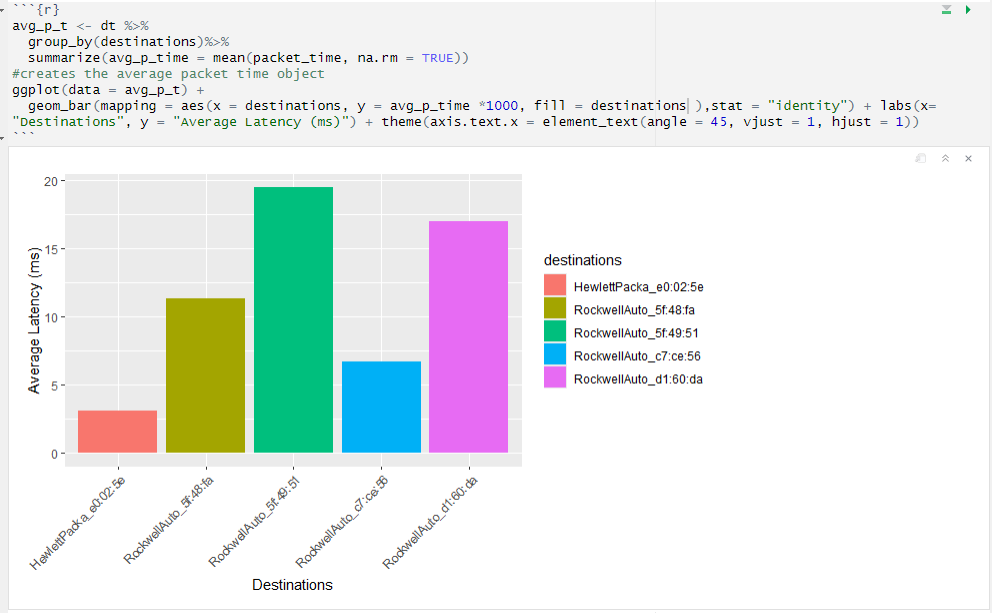 ```{r}
avg_p_t <- dt %>%
group_by(destinations)%>%
summarize(avg_p_time = mean(packet_time, na.rm = TRUE))
#creates the average packet time object
ggplot(data = avg_p_t) +
geom_bar(mapping = aes(x = destinations, y = avg_p_time *1000, fill = destinations ),stat = "identity") + labs(x=
"Destinations", y = "Average Latency (ms)") + theme(axis.text.x = element_text(angle = 45, vjust = 1, hjust = 1))
```
20
15
10
5
0
Average Latency (ms)
HewlettPacka_e0:02:5e
RockwellAuto_5f:48:fa
RockwellAuto_5f:49:51
RockwellAuto_c7:ce:56
RockwellAuto_d1:60:da
Destinations
destinations
HewlettPacka_e0:02:5e
RockwellAuto_5f:48:fa
RockwellAuto_5f:49:51
RockwellAuto_c7:ce:56
RockwellAuto_d1:60:da